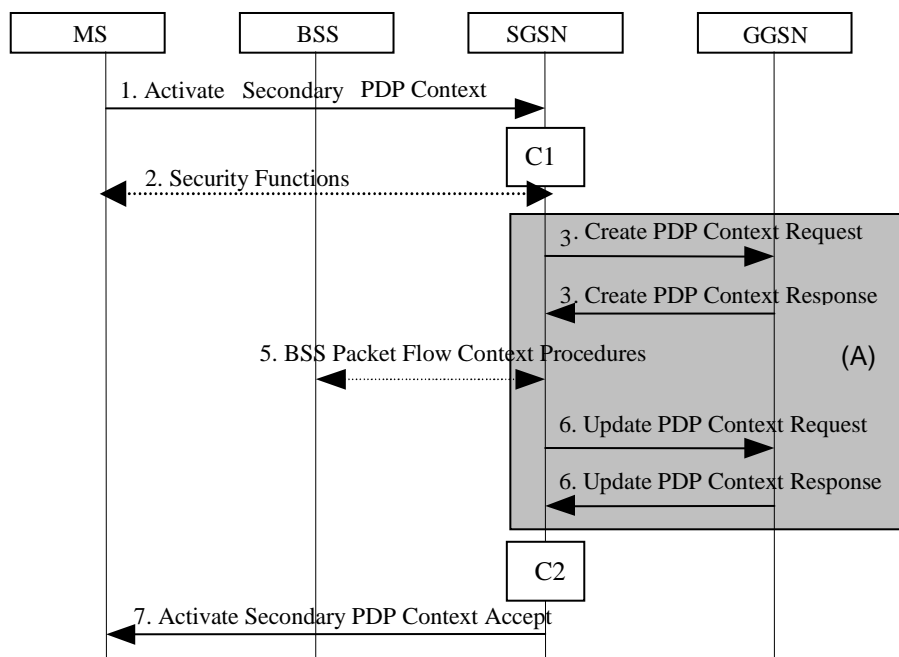 MS BSS SGSN GGSN
1. Activate Secondary PDP Context
C1
2. Security Functions
3. Create PDP Context Request
3. Create PDP Context Response
5. BSS Packet Flow Context Procedures
(A)
6. Update PDP Context Request
6. Update PDP Context Response
C2
7. Activate Secondary PDP Context Accept